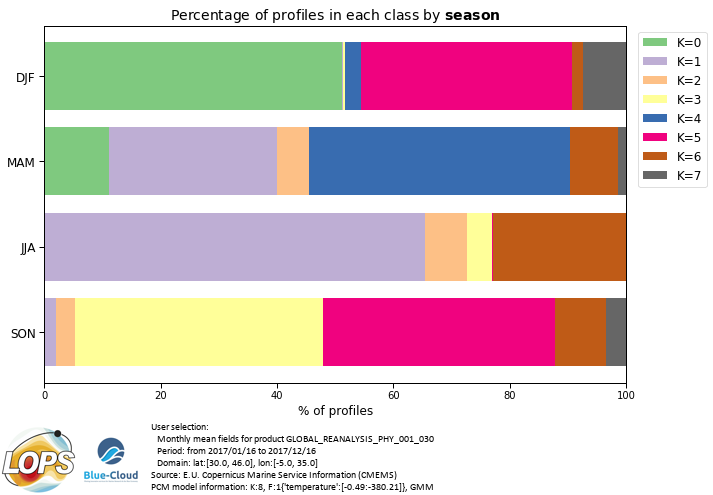 Percentage of profiles in each class by season
DJF
MAM
JJA
SON
0 20 40 60 80 100
% of profiles
K=0
K=1
K=2
K=3
K=4
K=5
K=6
K=7
LOPS
Blue-Cloud
User selection:
Monthly mean fields for product GLOBAL_REANALYSIS_PHY_001_030
Period: from 2017/01/16 to 2017/12/16
Domain: lat:[30.0, 46.0], lon:[-5.0, 35.0]
Source: E.U. Copernicus Marine Service Information (CMEMS)
PCM model information: K:8, F:1{'temperature':[-0.49:-380.21]}, GMM